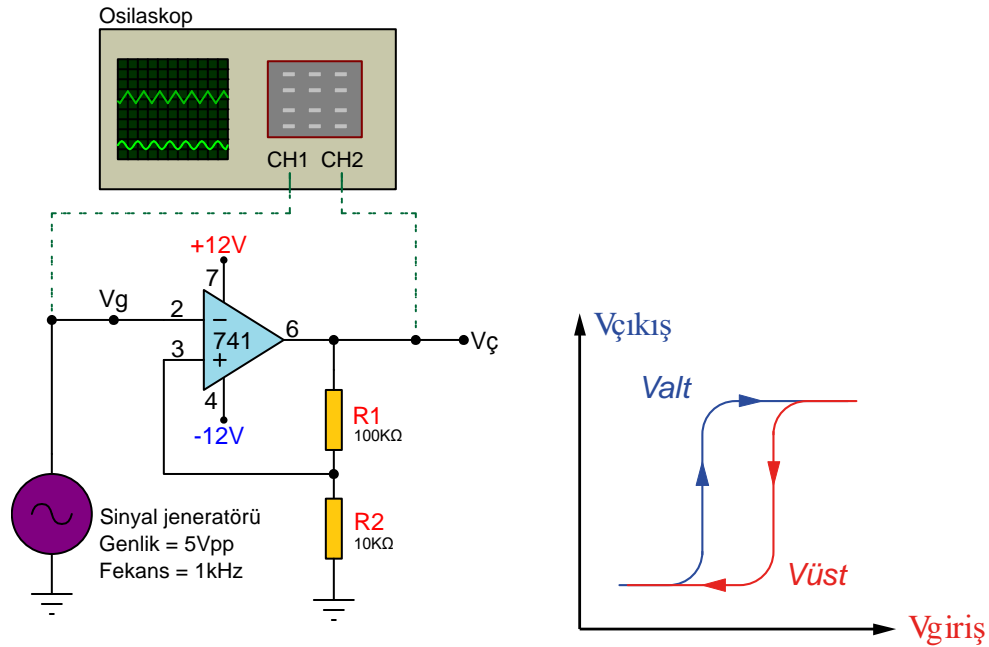 Osilaskop
CH1 CH2
+12V
7
Vg
2
−
741
6
Vç
3
+
4
-12V
R1
100KΩ
R2
10KΩ
Sinyal jeneratörü
Genlik = 5Vpp
Fekans = 1kHz
Vçıkış
Valt
Vüst
Vgiriş